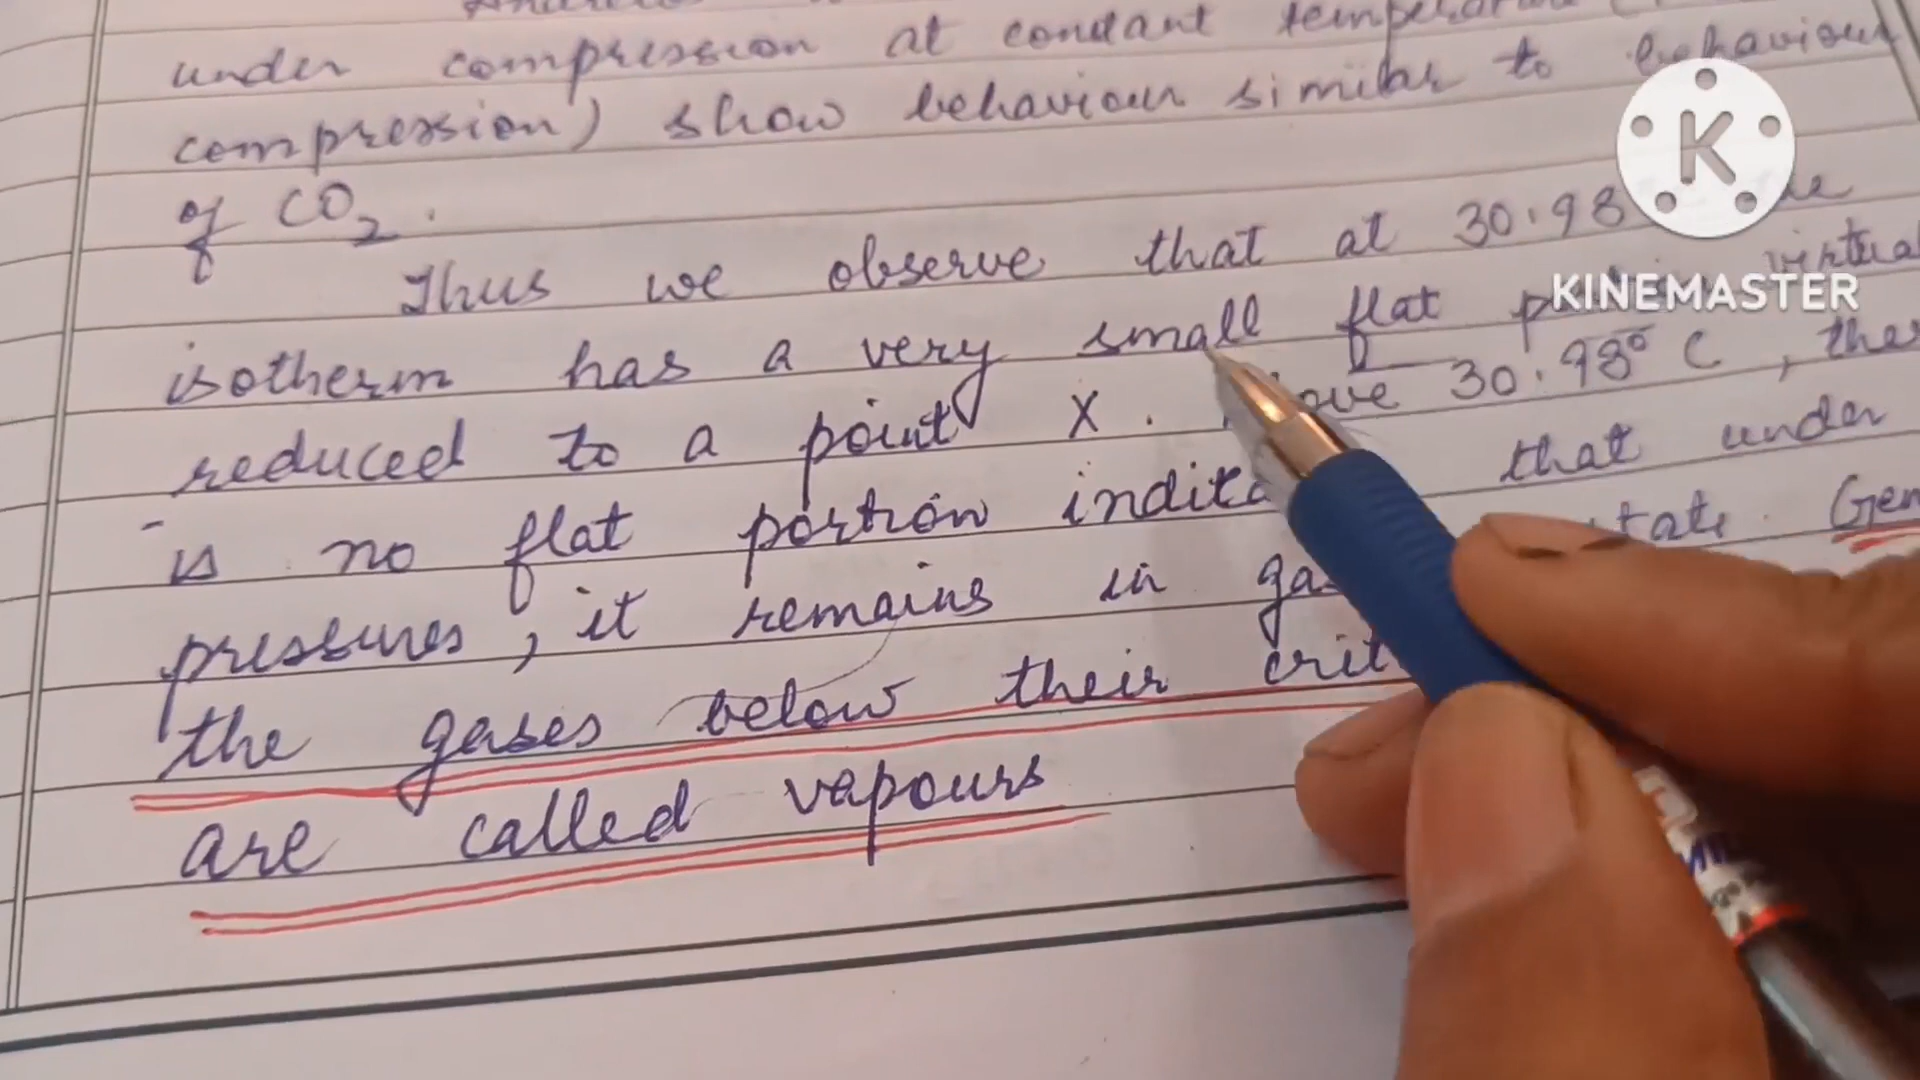 under compression at constant
compression) show behaviour similar to behaviour
of CO2.
Thus we observe that at 30.98
isotherm has a very small flat
reduced to a point X. 30.98° C,
is no flat portion that under
pressures, it remains in
the gases below their
are called vapours
K
KINEMASTER